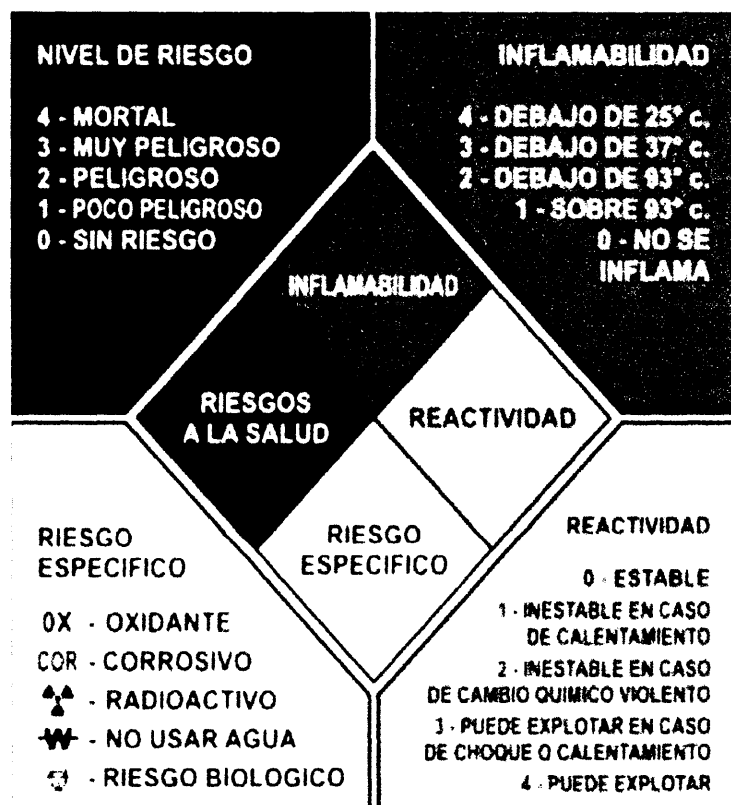 NIVEL DE RIESGO
4 - MORTAL
3 - MUY PELIGROSO
2 - PELIGROSO
1 - POCO PELIGROSO
0 - SIN RIESGO
INFLAMABILIDAD
4 - DEBAJO DE 25° c.
3 - DEBAJO DE 37° c.
2 - DEBAJO DE 93° c.
1 - SOBRE 93° c.
0 - NO SE
INFLAMA
INFLAMABILIDAD
RIESGOS
A LA SALUD
REACTIVIDAD
RIESGO
ESPECIFICO
RIESGO
ESPECIFICO
OX - OXIDANTE
COR - CORROSIVO
- RADIOACTIVO
W - NO USAR AGUA
- RIESGO BIOLOGICO
REACTIVIDAD
0 - ESTABLE
1 - INESTABLE EN CASO
DE CALENTAMIENTO
2 - INESTABLE EN CASO
DE CAMBIO QUIMICO VIOLENTO
3 - PUEDE EXPLOTAR EN CASO
DE CHOQUE O CALENTAMIENTO
4 - PUEDE EXPLOTAR